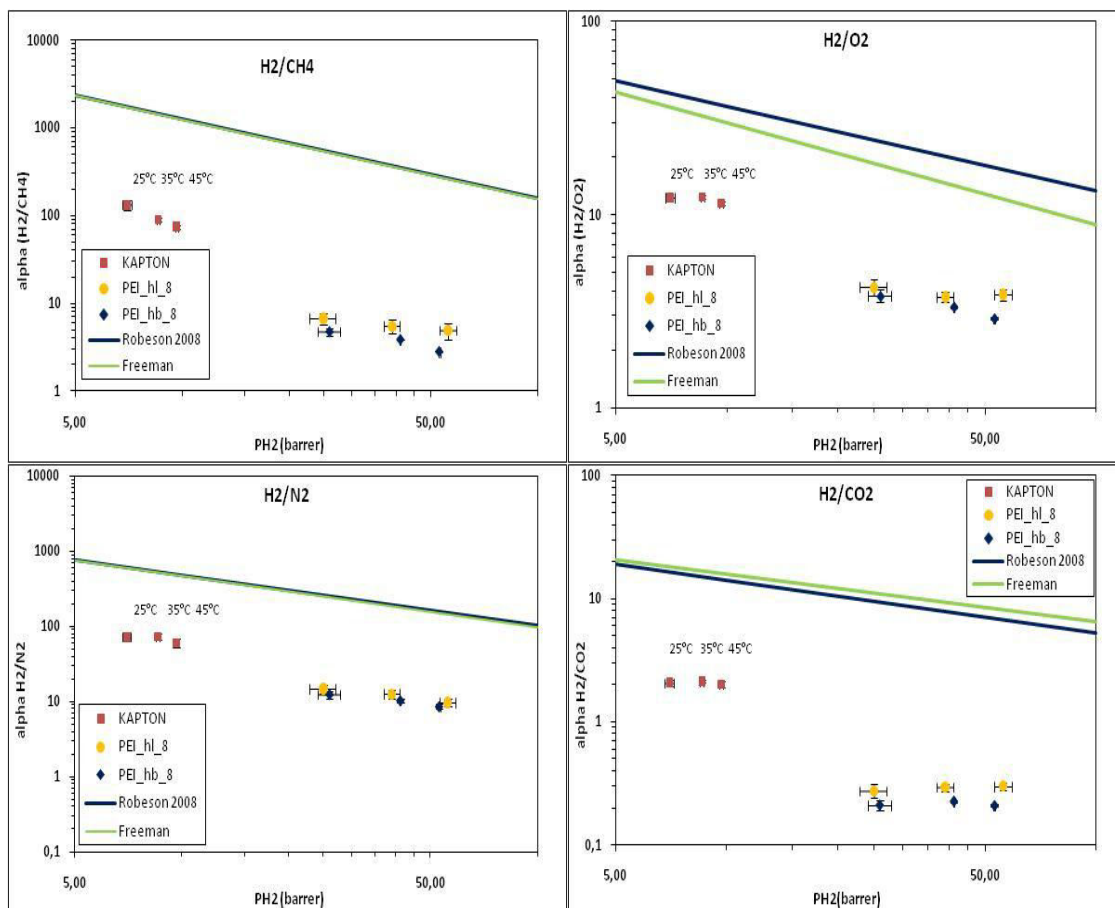 H2/CH4
10000
1000
100
10
1
alpha (H2/CH4)
25°C 35°C 45°C
KAPTON
PEI_hl_8
PEI_hb_8
Robeson 2008
Freeman
5,00
50,00
PH2 (barrer)
H2/O2
100
10
1
alpha (H2/O2)
25°C 35°C 45°C
KAPTON
PEI_hl_8
PEI_hb_8
Robeson 2008
Freeman
5,00
50,00
PH2 (barrer)
H2/N2
10000
1000
100
10
1
0,1
alpha H2/N2
25°C 35°C 45°C
KAPTON
PEI_hl_8
PEI_hb_8
Robeson 2008
Freeman
5,00
50,00
PH2 (barrer)
H2/CO2
100
10
1
0,1
alpha H2/CO2
KAPTON
PEI_hl_8
PEI_hb_8
Robeson 2008
Freeman
25°C 35°C 45°C
5,00
50,00
PH2 (barrer)